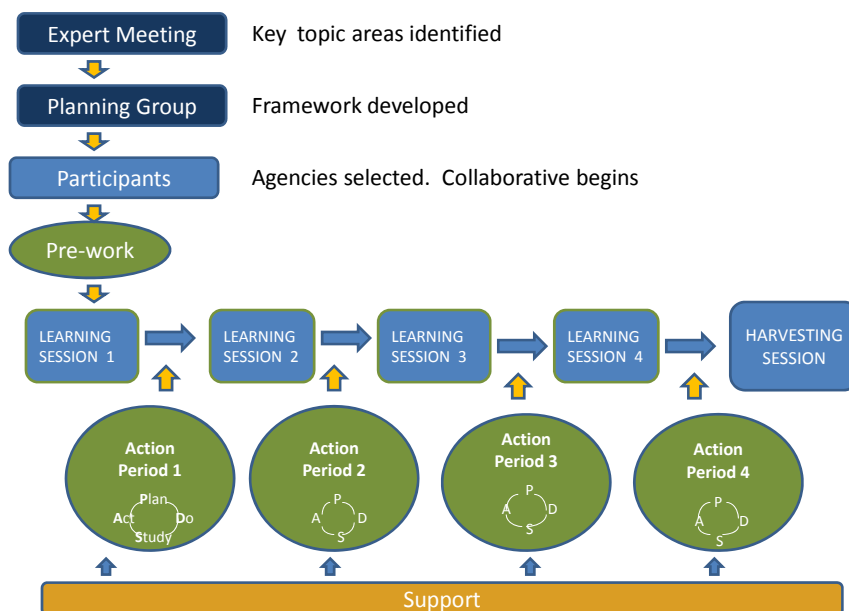 Expert Meeting
Key topic areas identified
Planning Group
Framework developed
Participants
Agencies selected.  Collaborative begins
Pre-work
LEARNING
SESSION  1
LEARNING
SESSION  2
LEARNING
SESSION  3
LEARNING
SESSION  4
HARVESTING
SESSION
Action
Period 1
Plan
Act
Do
Study
Action
Period 2
P
A
D
S
Action
Period 3
P
A
D
S
Action
Period 4
P
A
D
S
Support